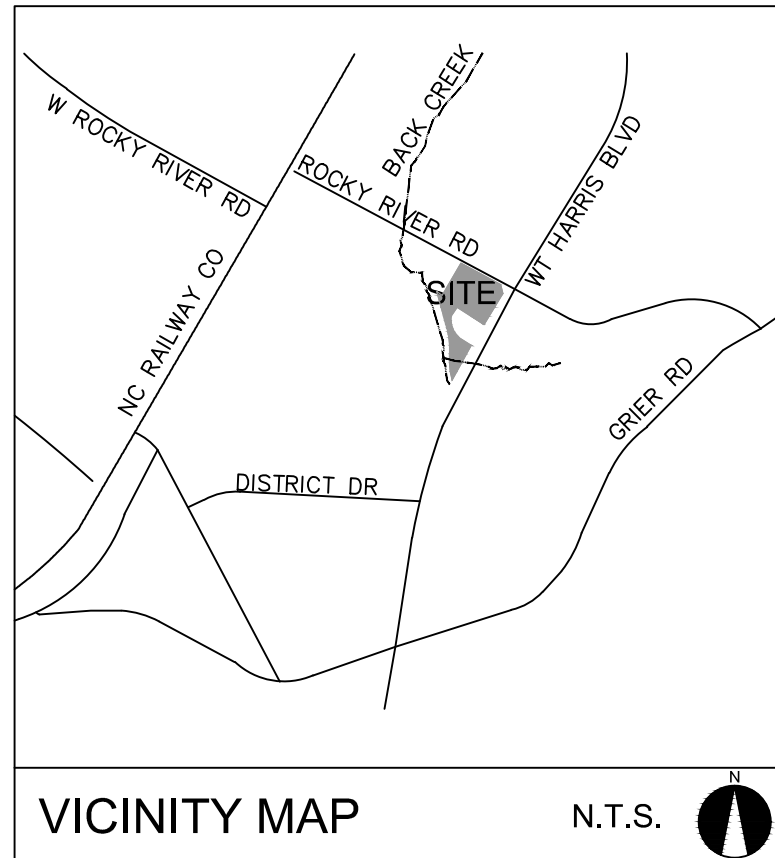 W ROCKY RIVER RD
BACK CREEK
ROCKY RIVER RD
WT HARRIS BLVD
SITE
NC RAILWAY CO
GRIER RD
DISTRICT DR
VICINITY MAP
N.T.S.
N